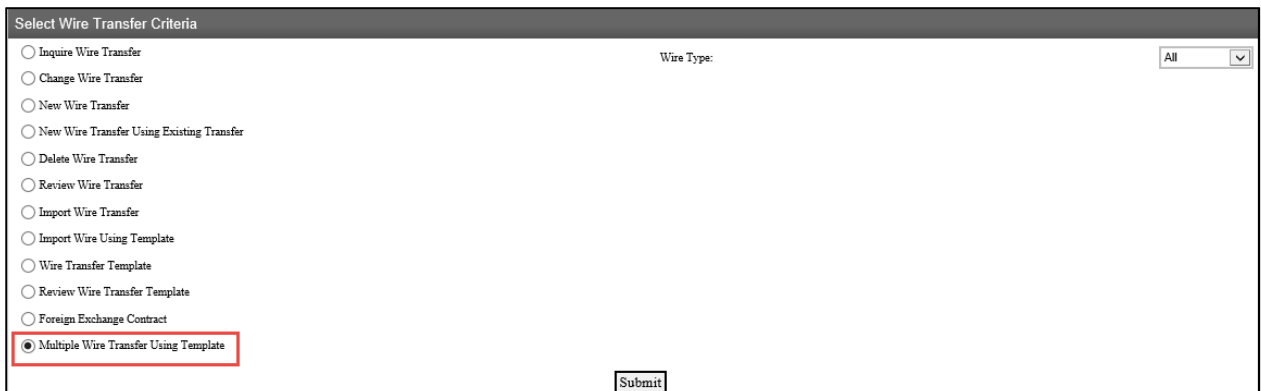 Select Wire Transfer Criteria
Inquire Wire Transfer
Wire Type:
All
Change Wire Transfer
New Wire Transfer
New Wire Transfer Using Existing Transfer
Delete Wire Transfer
Review Wire Transfer
Import Wire Transfer
Import Wire Using Template
Wire Transfer Template
Review Wire Transfer Template
Foreign Exchange Contract
Multiple Wire Transfer Using Template
Submit